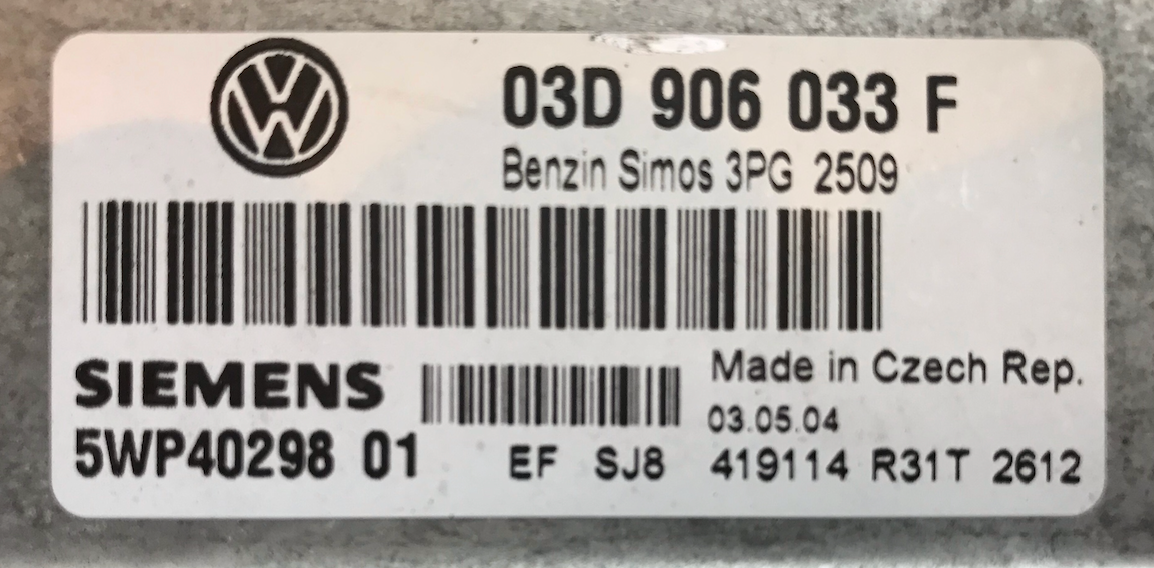 VW
03D 906 033 F
Benzin Simos 3PG 2509
SIEMENS
Made in Czech Rep.
03.05.04
5WP40298 01
EF SJ8 419114 R31T 2612